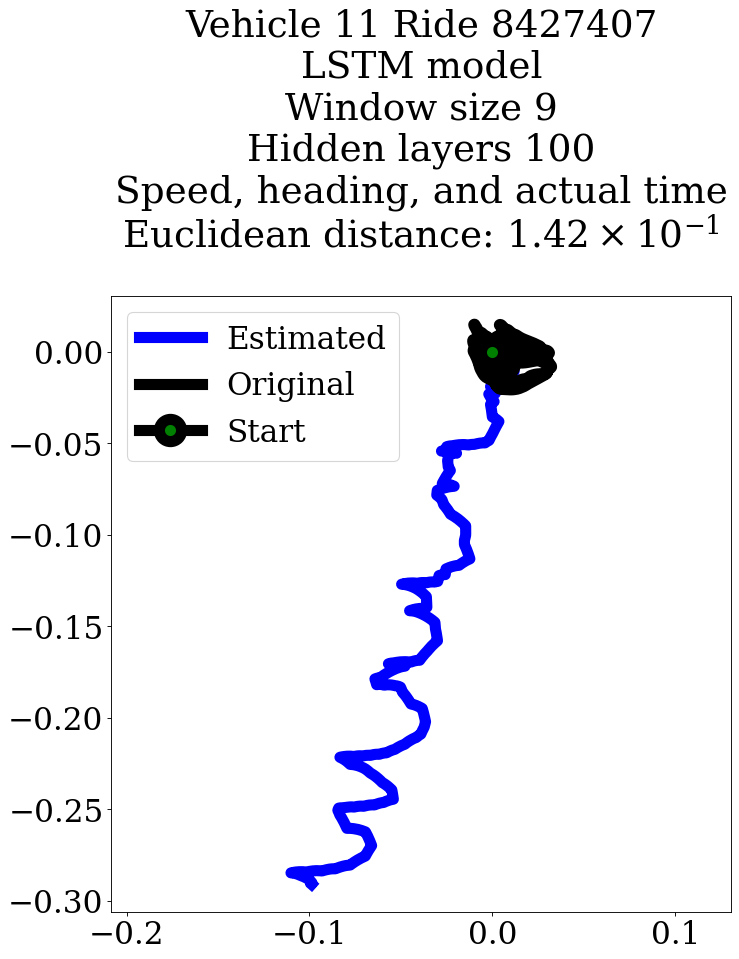 Vehicle 11 Ride 8427407
LSTM model
Window size 9
Hidden layers 100
Speed, heading, and actual time
Euclidean distance: 1.42 × 10⁻¹
Estimated
Original
Start
0.00
−0.05
−0.10
−0.15
−0.20
−0.25
−0.30
−0.2 −0.1 0.0 0.1